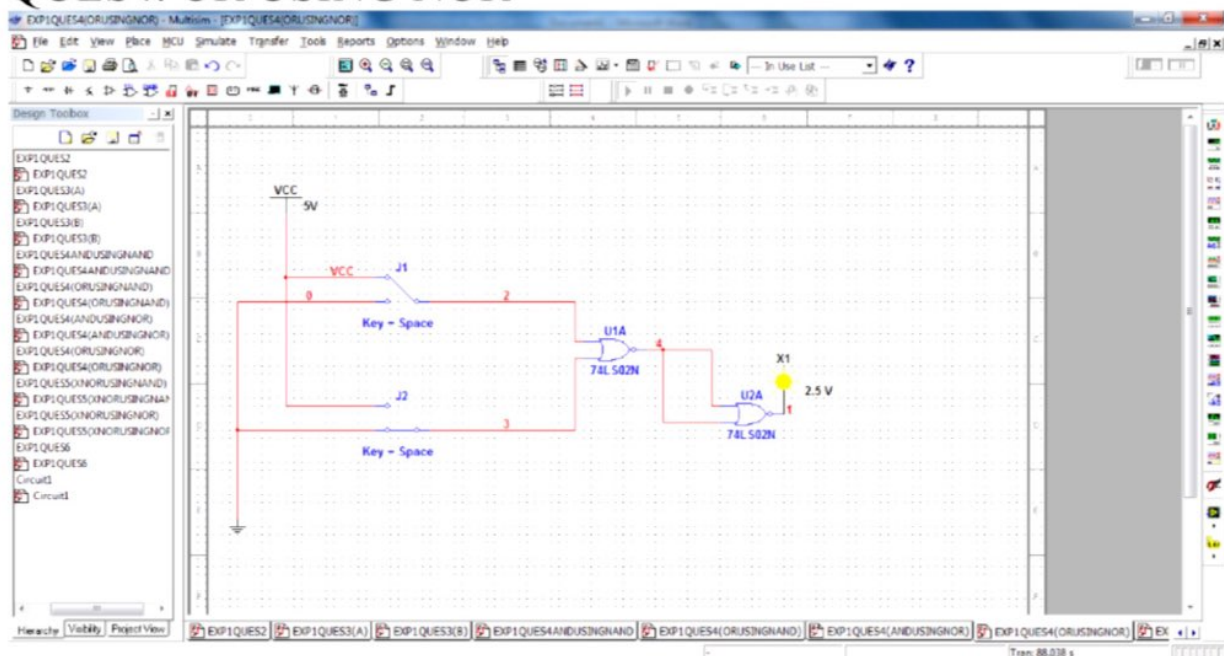 EXP1QUES4(ORUSINGNOR) - Multisim - [EXP1QUES4(ORUSINGNOR)]
File Edit View Place MCU Simulate Transfer Tools Reports Options Window Help
--- In Use List ---
Design Toolbox
EXP1QUES2
EXP1QUES2
EXP1QUES3(A)
EXP1QUES3(A)
EXP1QUES3(B)
EXP1QUES3(B)
EXP1QUES4ANDUSINGNAND
EXP1QUES4ANDUSINGNAND
EXP1QUES4(ORUSINGNAND)
EXP1QUES4(ORUSINGNAND)
EXP1QUES4(ANDUSINGNOR)
EXP1QUES4(ANDUSINGNOR)
EXP1QUES4(ORUSINGNOR)
EXP1QUES4(ORUSINGNOR)
EXP1QUES5(XNORUSINGNAND)
EXP1QUES5(XNORUSINGNAN
EXP1QUES5(XNORUSINGNOR)
EXP1QUES5(XNORUSINGNOF
EXP1QUES6
EXP1QUES6
Circuit1
Circuit1
VCC
5V
VCC
J1
0
2
Key = Space
U1A
4
74LS02N
X1
2.5 V
J2
U2A
1
3
74LS02N
Key = Space
Hierarchy Visibility Project View
EXP1QUES2 EXP1QUES3(A) EXP1QUES3(B) EXP1QUES4ANDUSINGNAND EXP1QUES4(ORUSINGNAND) EXP1QUES4(ANDUSINGNOR) EXP1QUES4(ORUSINGNOR) EX
Tran: 88.038 s